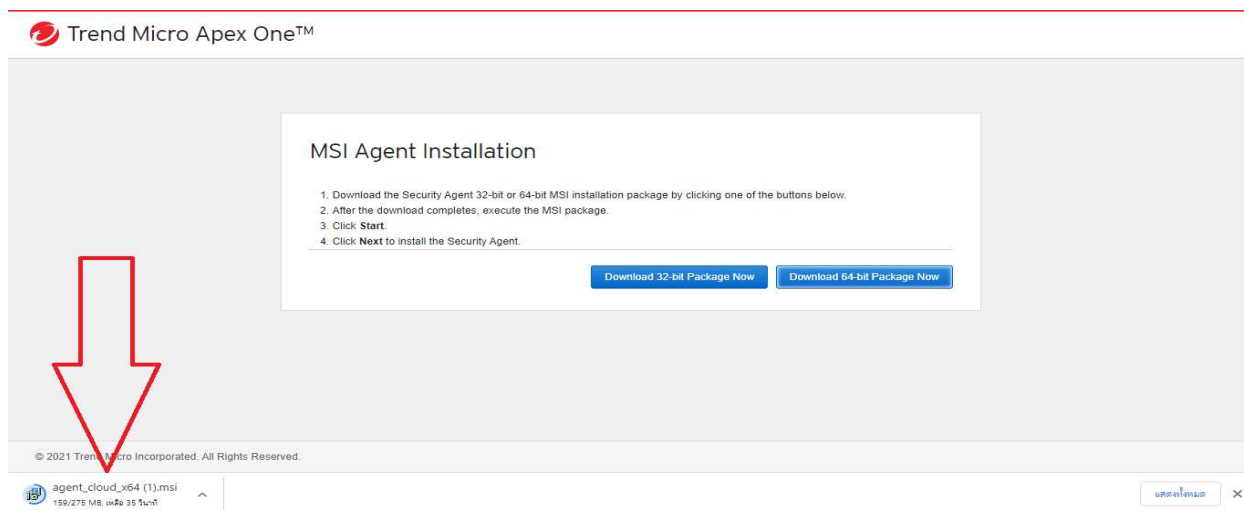 Trend Micro Apex One™
MSI Agent Installation
1. Download the Security Agent 32-bit or 64-bit MSI installation package by clicking one of the buttons below.
2. After the download completes, execute the MSI package.
3. Click Start.
4. Click Next to install the Security Agent.
Download 32-bit Package Now
Download 64-bit Package Now
© 2021 Trend Micro Incorporated. All Rights Reserved.
agent_cloud_x64 (1).msi
159/275 MB, เหลือ 35 วินาที
แสดงทั้งหมด